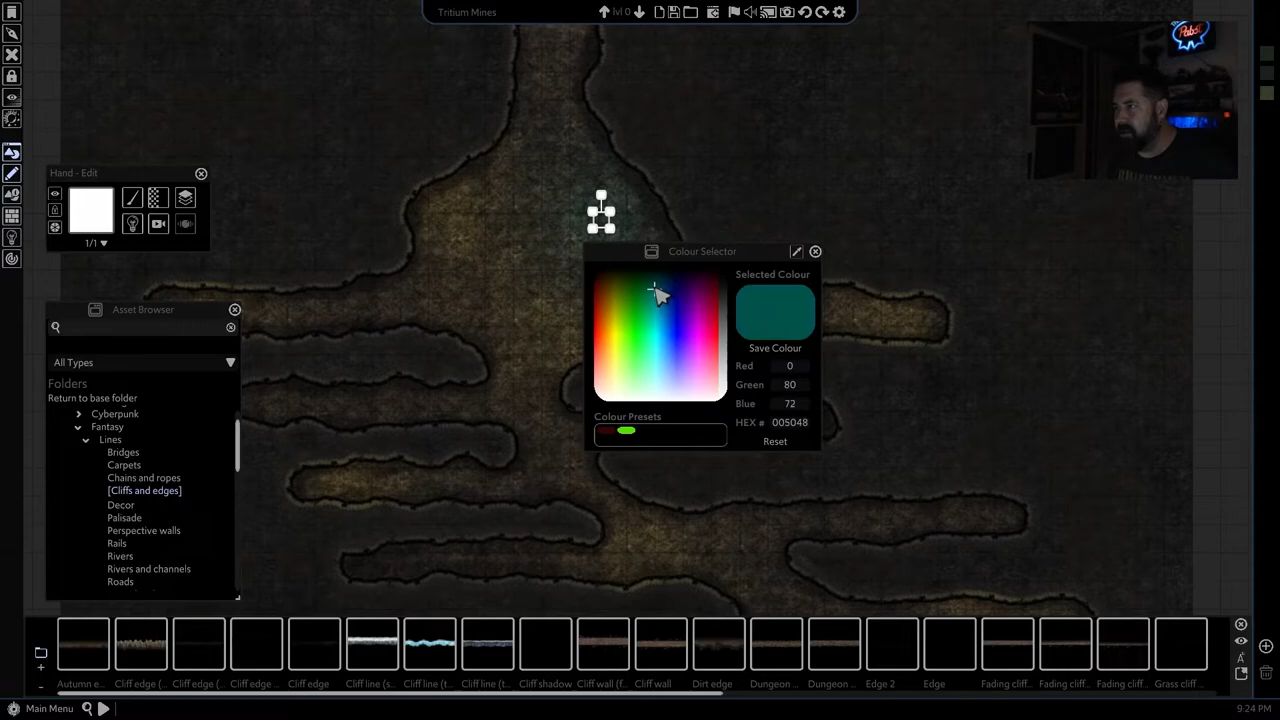 Tritium Mines
lvl 0
Pabst
Hand - Edit
1/1
Colour Selector
Selected Colour
Save Colour
Red 0
Green 80
Blue 72
HEX # 005048
Reset
Colour Presets
Asset Browser
All Types
Folders
Return to base folder
Cyberpunk
Fantasy
Lines
Bridges
Carpets
Chains and ropes
[Cliffs and edges]
Decor
Palisade
Perspective walls
Rails
Rivers
Rivers and channels
Roads
Autumn e... Cliff edge (... Cliff edge (... Cliff edge ... Cliff edge Cliff line (s... Cliff line (t... Cliff line (t... Cliff shadow Cliff wall (f... Cliff wall Dirt edge Dungeon ... Dungeon ... Edge 2 Edge Fading cliff... Fading cliff... Fading cliff... Grass cliff ...
Main Menu
9:24 PM